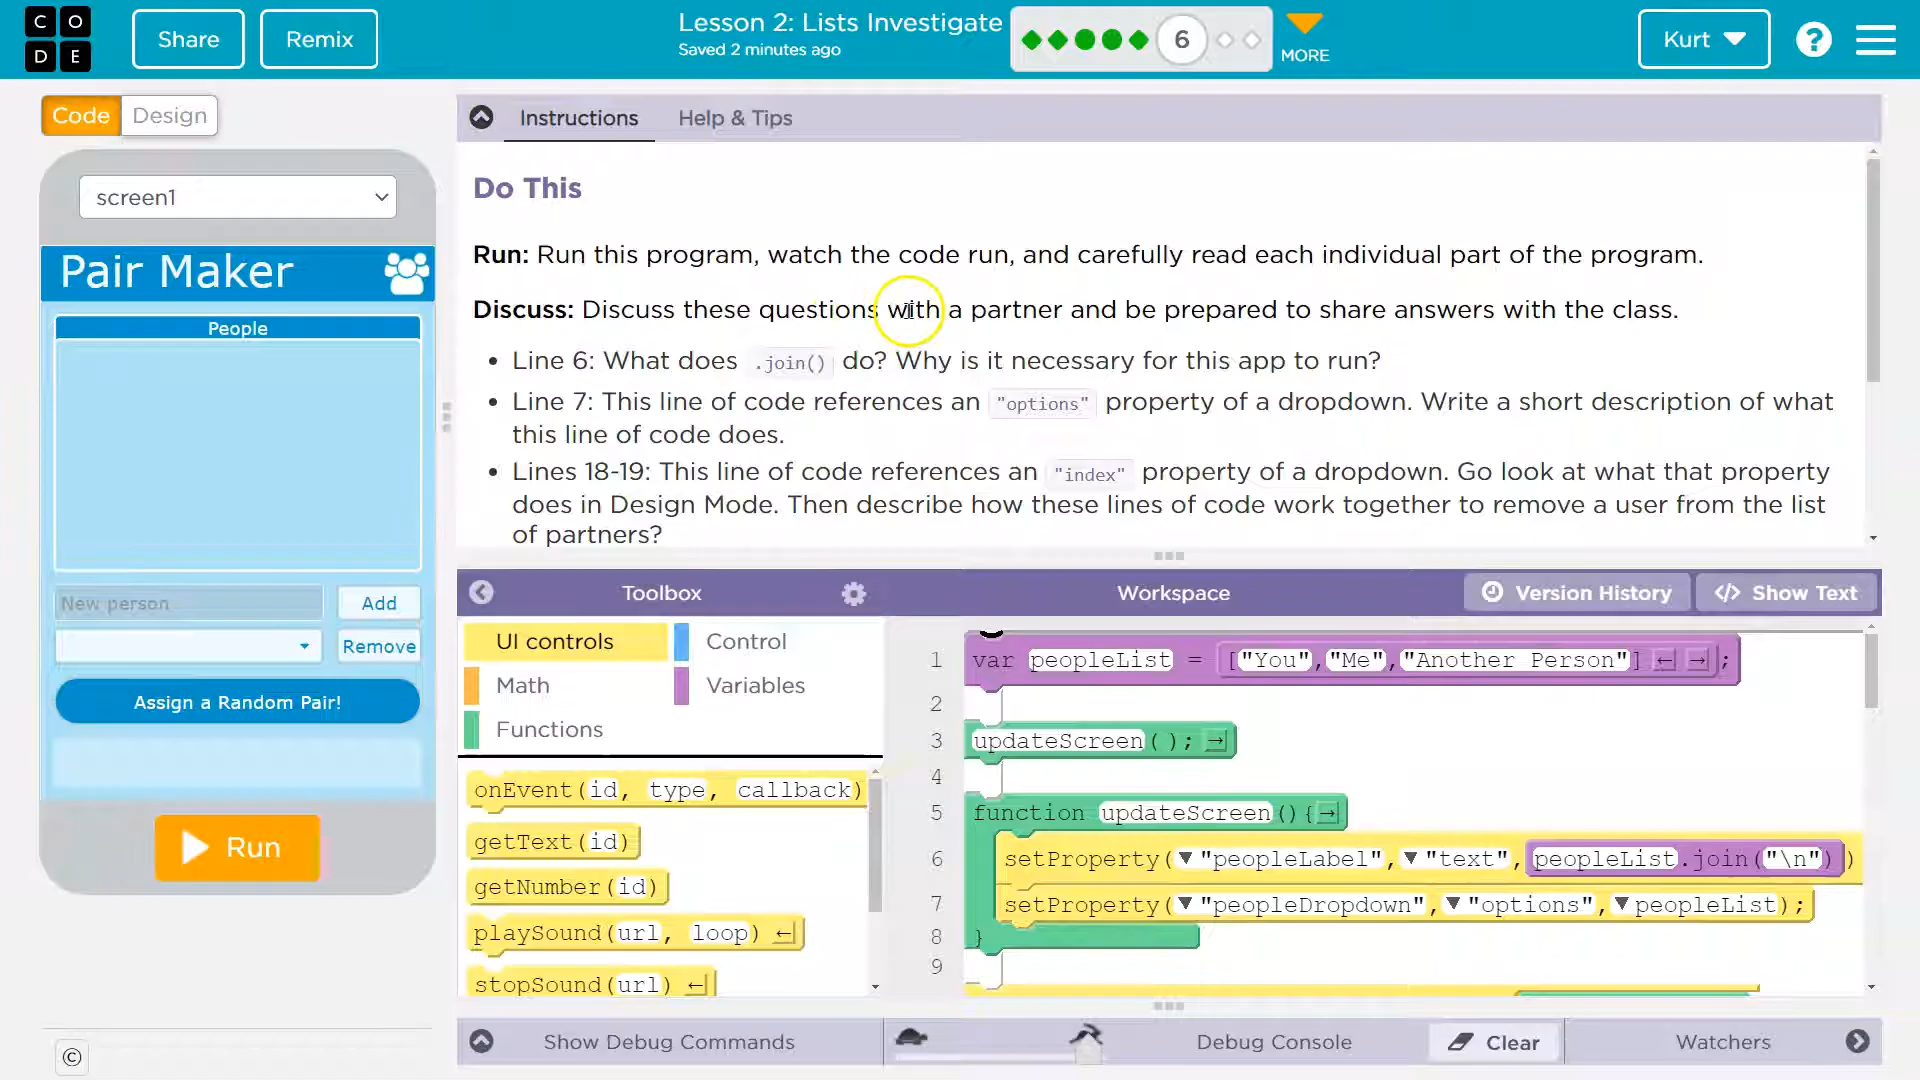 C O
D E
Share
Remix
Lesson 2: Lists Investigate
Saved 2 minutes ago
6
MORE
Kurt
?
Code
Design
screen1
Pair Maker
People
New person
Add
Remove
Assign a Random Pair!
Run
©
Instructions
Help & Tips
Do This
Run: Run this program, watch the code run, and carefully read each individual part of the program.
Discuss: Discuss these questions with a partner and be prepared to share answers with the class.
• Line 6: What does .join() do? Why is it necessary for this app to run?
• Line 7: This line of code references an "options" property of a dropdown. Write a short description of what
this line of code does.
• Lines 18-19: This line of code references an "index" property of a dropdown. Go look at what that property
does in Design Mode. Then describe how these lines of code work together to remove a user from the list
of partners?
Toolbox
Workspace
Version History
</> Show Text
UI controls
Control
Math
Variables
Functions
onEvent(id, type, callback)
getText(id)
getNumber(id)
playSound(url, loop)
stopSound(url)
1 var peopleList = ["You","Me","Another Person"];
2
3 updateScreen();
4
5 function updateScreen(){
6 setProperty("peopleLabel", "text", peopleList.join("\n"))
7 setProperty("peopleDropdown", "options", peopleList);
8 }
9
Show Debug Commands
Debug Console
Clear
Watchers